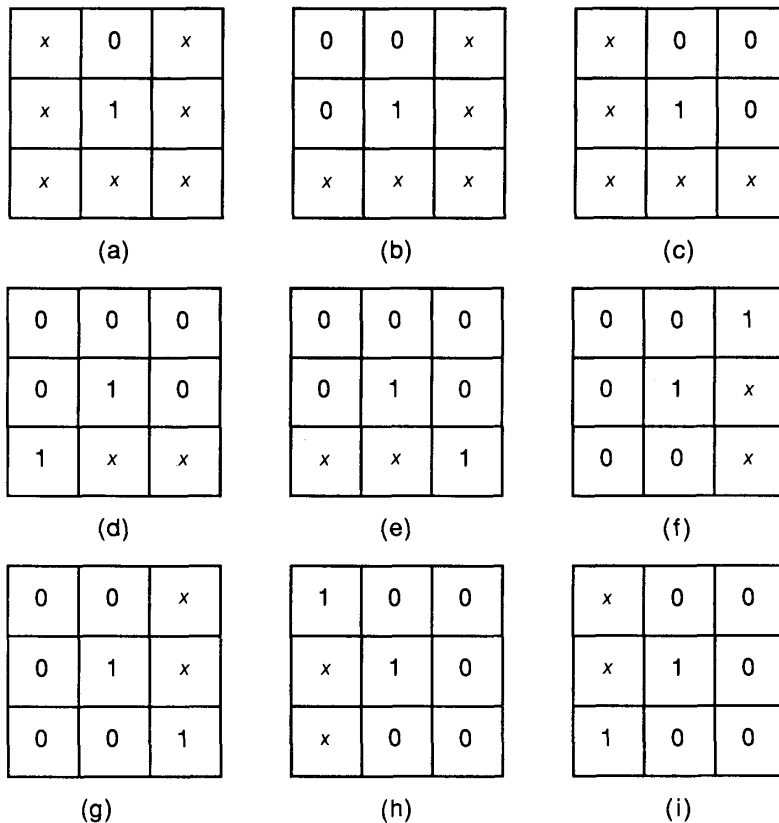 x 0 x 0 0 x x 0 0
x 1 x 0 1 x x 1 0
x x x x x x x x x
(a) (b) (c)
0 0 0 0 0 0 0 0 1
0 1 0 0 1 0 0 1 x
1 x x x x 1 0 0 x
(d) (e) (f)
0 0 x 1 0 0 x 0 0
0 1 x x 1 0 x 1 0
0 0 1 x 0 0 1 0 0
(g) (h) (i)